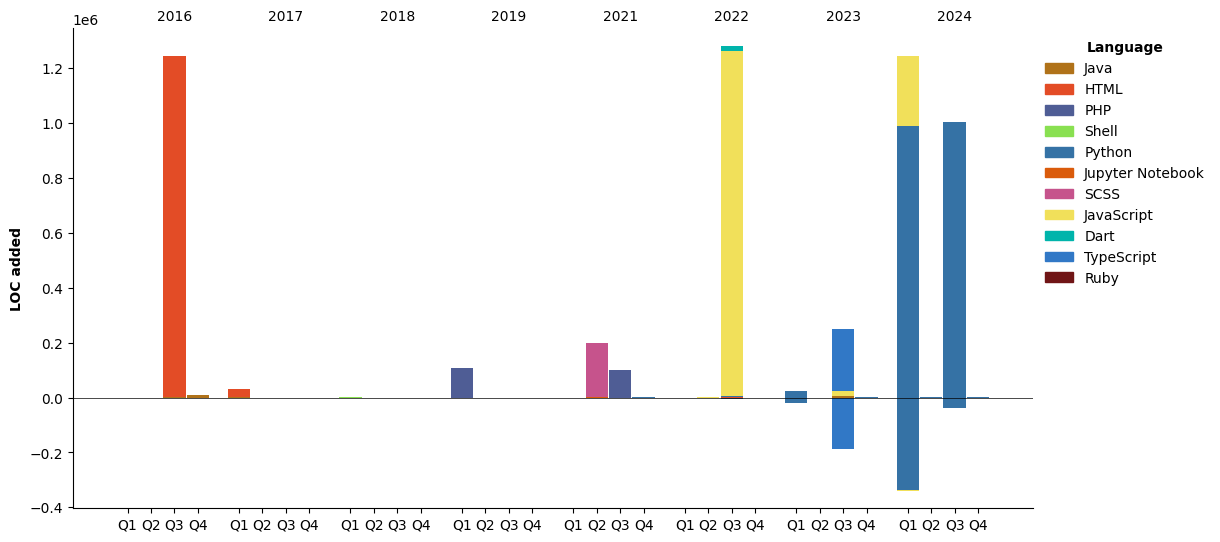 1e6
2016 2017 2018 2019 2021 2022 2023 2024
LOC added
1.2
1.0
0.8
0.6
0.4
0.2
0.0
−0.2
−0.4
Q1 Q2 Q3 Q4 Q1 Q2 Q3 Q4 Q1 Q2 Q3 Q4 Q1 Q2 Q3 Q4 Q1 Q2 Q3 Q4 Q1 Q2 Q3 Q4 Q1 Q2 Q3 Q4 Q1 Q2 Q3 Q4
Language
Java
HTML
PHP
Shell
Python
Jupyter Notebook
SCSS
JavaScript
Dart
TypeScript
Ruby